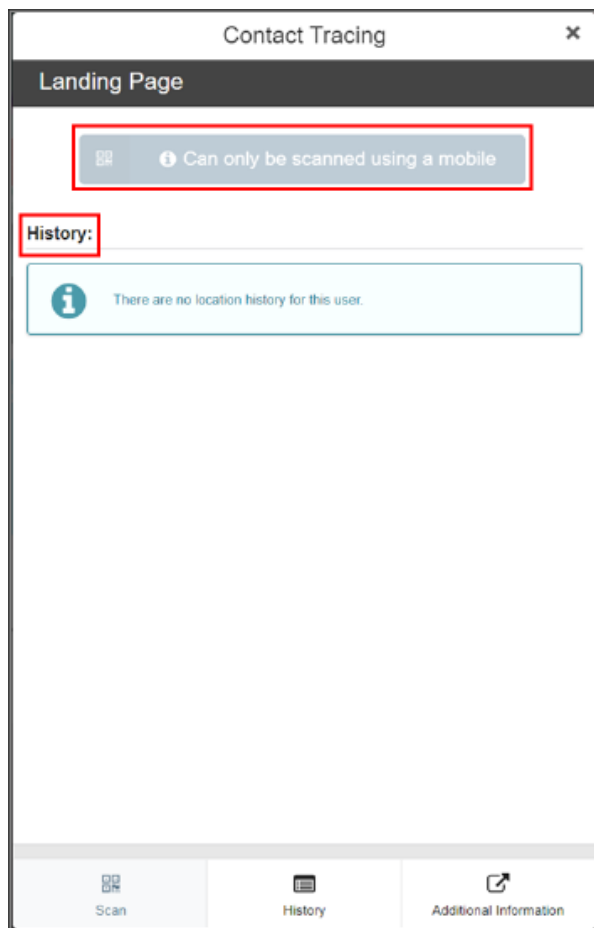 Contact Tracing
Landing Page
Can only be scanned using a mobile
History:
There are no location history for this user.
Scan
History
Additional Information